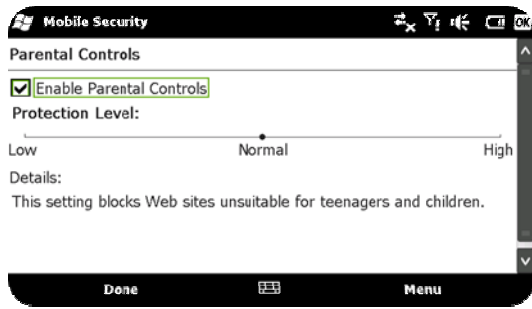 Mobile Security
OK
Parental Controls
Enable Parental Controls
Protection Level:
Low Normal High
Details:
This setting blocks Web sites unsuitable for teenagers and children.
Done Menu